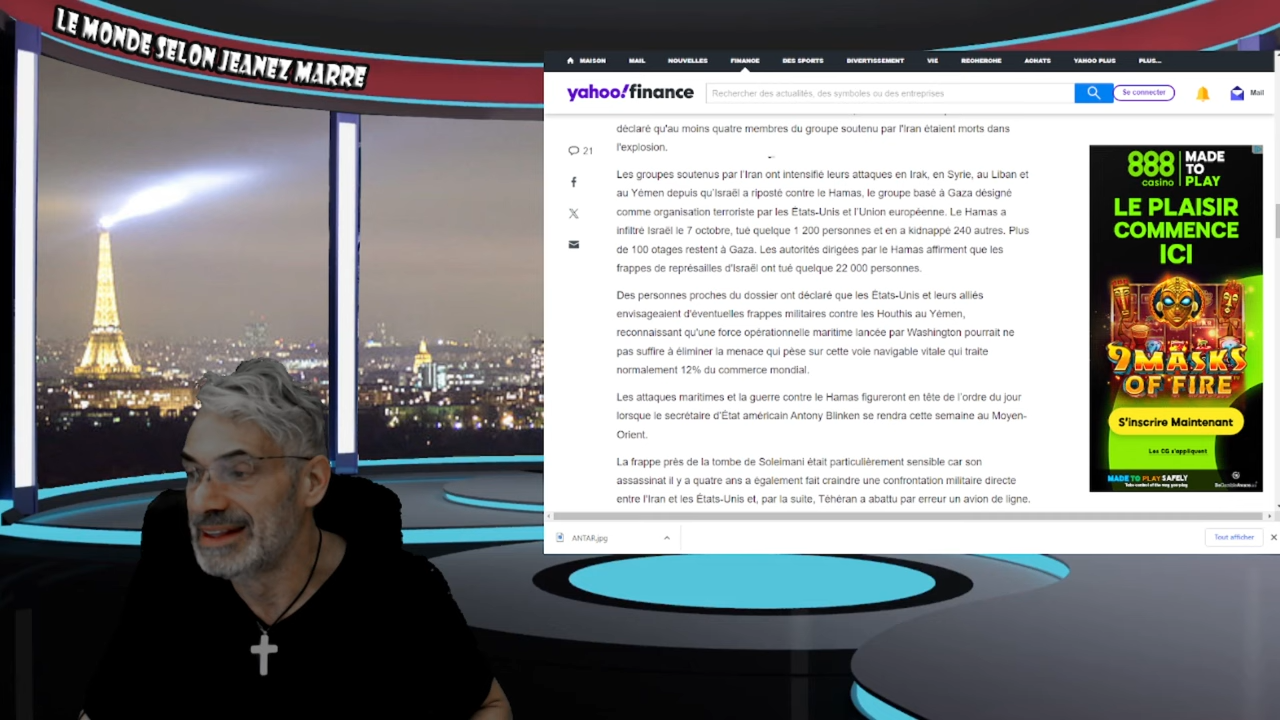 LE MONDE SELON JEANEZ MARRE
MAISON MAIL NOUVELLES FINANCE DES SPORTS DIVERTISSEMENT VIE RECHERCHE ACHATS YAHOO PLUS PLUS...
yahoo!finance
Rechercher des actualités, des symboles ou des entreprises
Se connecter
Mail
21
déclaré qu'au moins quatre membres du groupe soutenu par l'Iran étaient morts dans
l'explosion.
Les groupes soutenus par l'Iran ont intensifié leurs attaques en Irak, en Syrie, au Liban et
au Yémen depuis qu'Israël a riposté contre le Hamas, le groupe basé à Gaza désigné
comme organisation terroriste par les États-Unis et l'Union européenne. Le Hamas a
infiltré Israël le 7 octobre, tué quelque 1 200 personnes et en a kidnappé 240 autres. Plus
de 100 otages restent à Gaza. Les autorités dirigées par le Hamas affirment que les
frappes de représailles d'Israël ont tué quelque 22 000 personnes.
Des personnes proches du dossier ont déclaré que les États-Unis et leurs alliés
envisageaient d'éventuelles frappes militaires contre les Houthis au Yémen,
reconnaissant qu'une force opérationnelle maritime lancée par Washington pourrait ne
pas suffire à éliminer la menace qui pèse sur cette voie navigable vitale qui traite
normalement 12% du commerce mondial.
Les attaques maritimes et la guerre contre le Hamas figureront en tête de l'ordre du jour
lorsque le secrétaire d'État américain Antony Blinken se rendra cette semaine au Moyen-
Orient.
La frappe près de la tombe de Soleimani était particulièrement sensible car son
assassinat il y a quatre ans a également fait craindre une confrontation militaire directe
entre l'Iran et les États-Unis et, par la suite, Téhéran a abattu par erreur un avion de ligne.
888
casino
MADE
TO
PLAY
LE PLAISIR
COMMENCE
ICI
9 MASKS
OF FIRE
S'inscrire Maintenant
Les CG s'appliquent
MADE TO PLAY SAFELY
ANTAR.jpg
Tout afficher